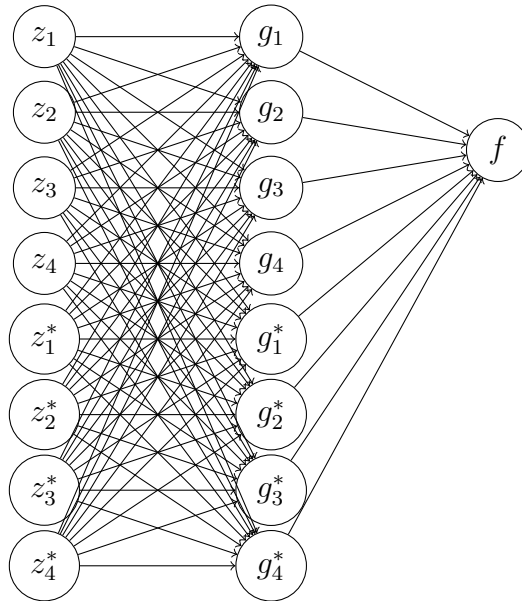 z₁ g₁
z₂ g₂
f
z₃ g₃
z₄ g₄
z₁* g₁*
z₂* g₂*
z₃* g₃*
z₄* g₄*